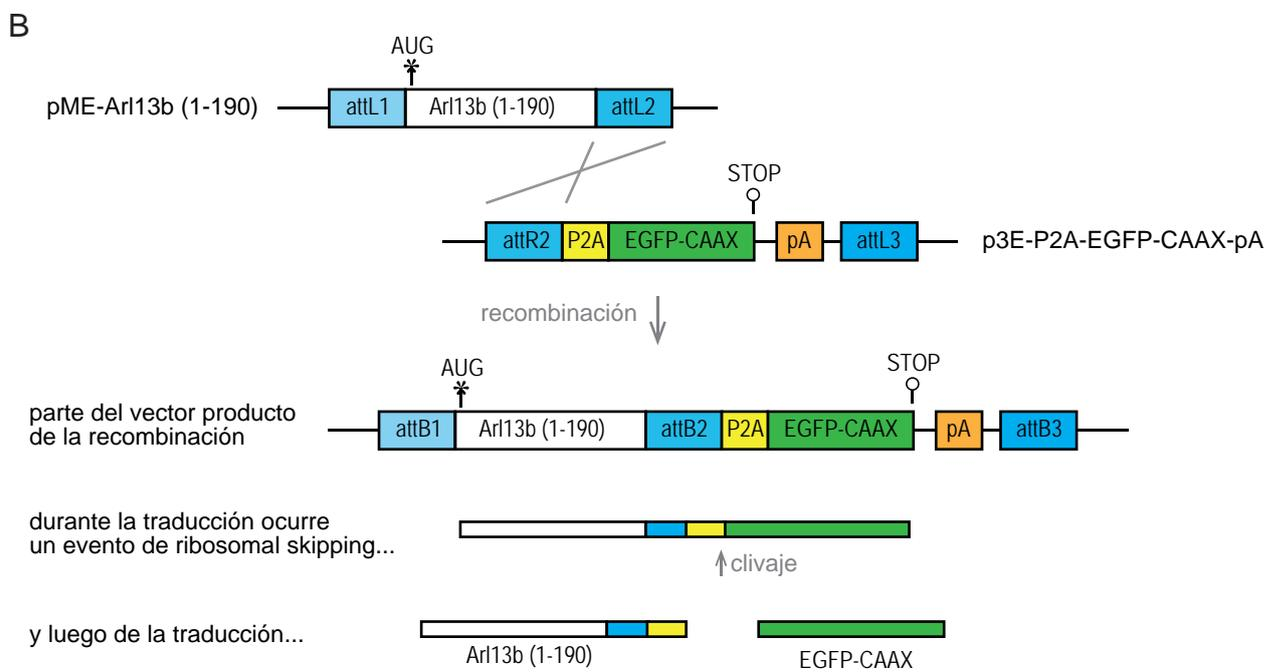 B
AUG
pME-Arl13b (1-190)
attL1 Arl13b (1-190) attL2
STOP
attR2 P2A EGFP-CAAX pA attL3
p3E-P2A-EGFP-CAAX-pA
recombinación
AUG
STOP
parte del vector producto
de la recombinación
attB1 Arl13b (1-190) attB2 P2A EGFP-CAAX pA attB3
durante la traducción ocurre
un evento de ribosomal skipping...
clivaje
y luego de la traducción...
Arl13b (1-190)
EGFP-CAAX